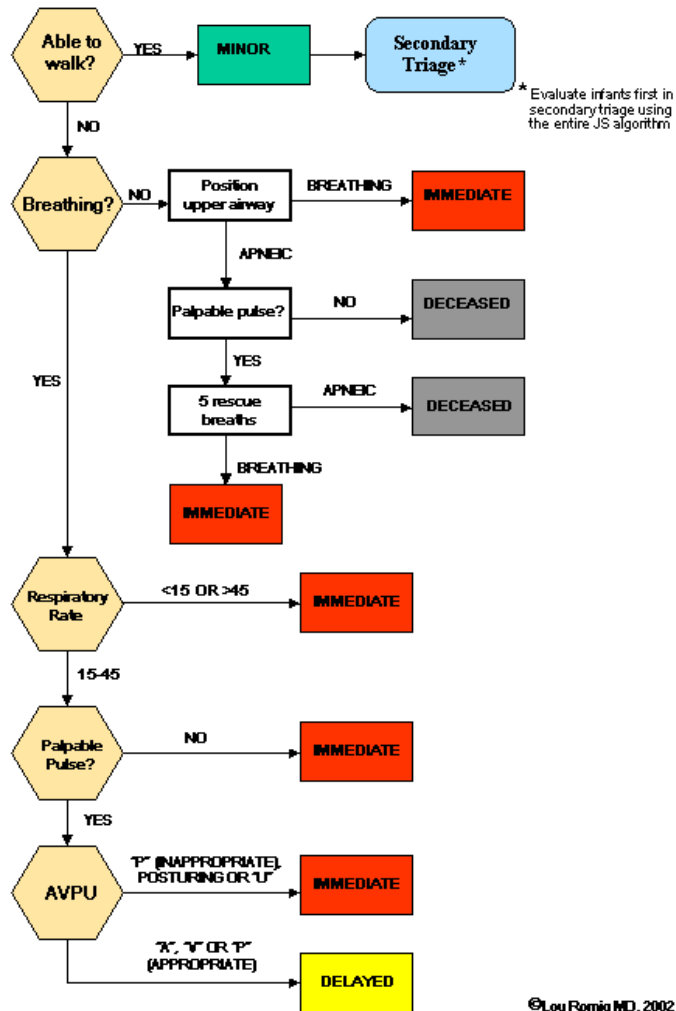 Able to
walk?
YES
MINOR
Secondary
Triage*
* Evaluate infants first in
secondary triage using
the entire JS algorithm
NO
Breathing?
NO
Position
upper airway
BREATHING
IMMEDIATE
APNEIC
Palpable pulse?
NO
DECEASED
YES
5 rescue
breaths
APNEIC
DECEASED
BREATHING
IMMEDIATE
YES
Respiratory
Rate
<15 OR >45
IMMEDIATE
15-45
Palpable
Pulse?
NO
IMMEDIATE
YES
AVPU
"P" (INAPPROPRIATE),
POSTURING OR "U"
IMMEDIATE
"A", "V" OR "P"
(APPROPRIATE)
DELAYED
©Lou Romig MD, 2002